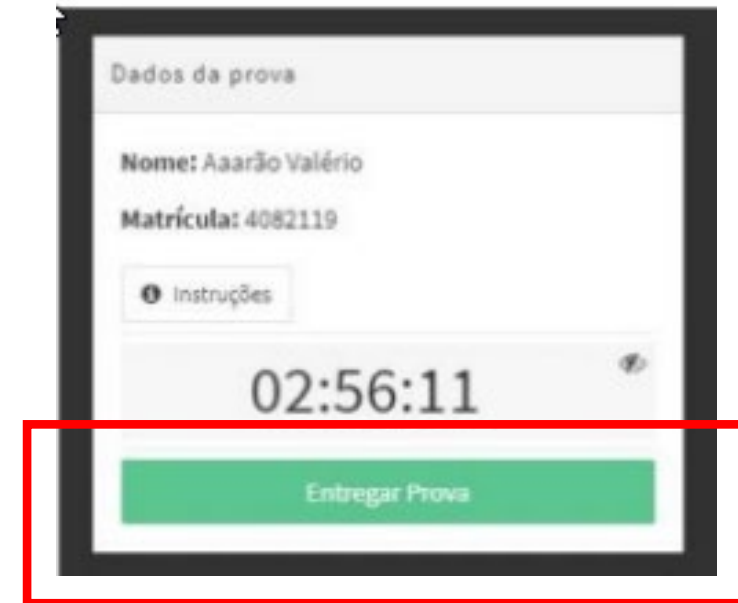 Dados da prova
Nome: Aaarão Valério
Matrícula: 4082119
Instruções
02:56:11
Entregar Prova